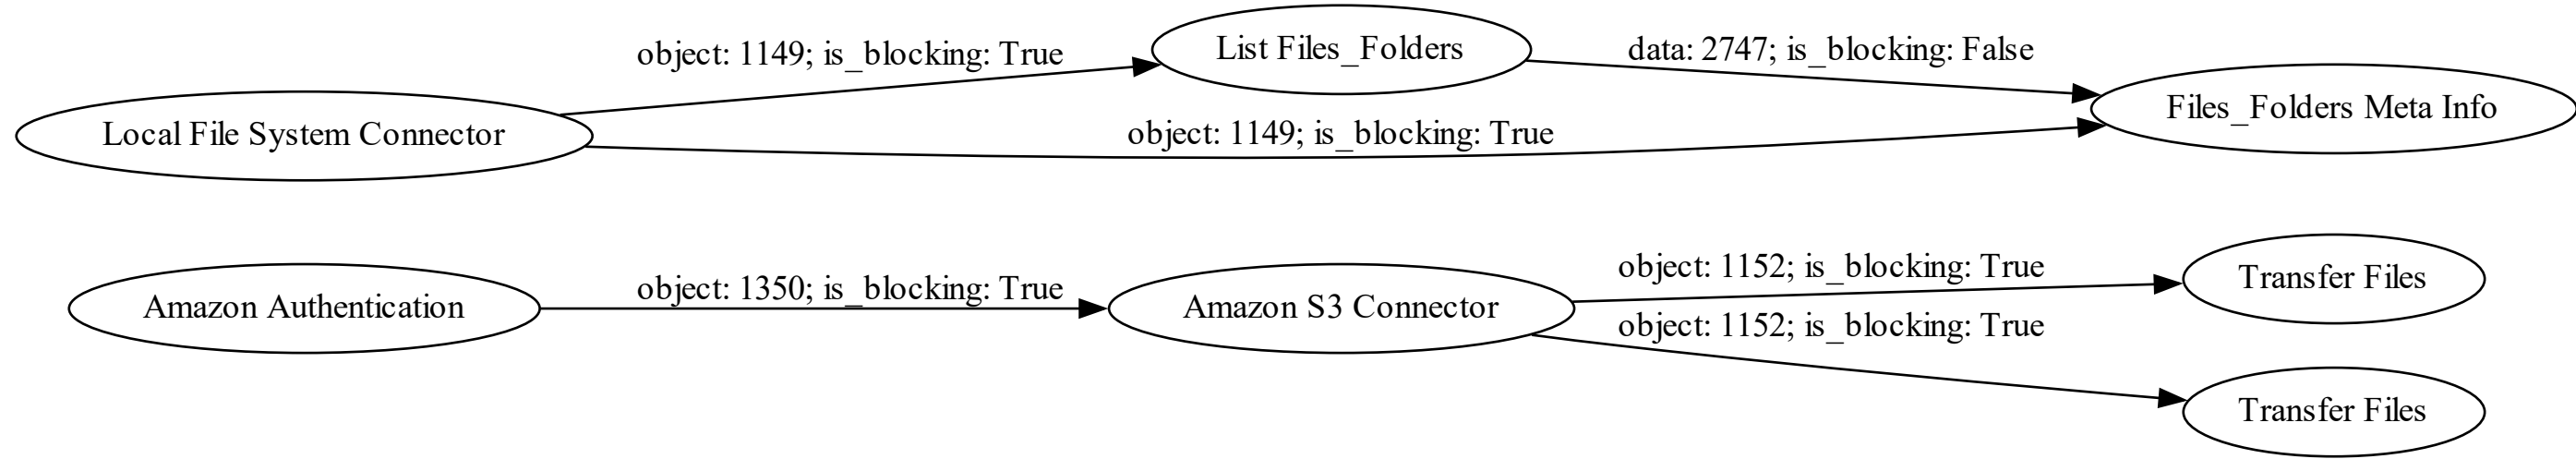 object: 1149; is_blocking: True
List Files_Folders
data: 2747; is_blocking: False
Local File System Connector
object: 1149; is_blocking: True
Files_Folders Meta Info
Amazon Authentication
object: 1350; is_blocking: True
Amazon S3 Connector
object: 1152; is_blocking: True
Transfer Files
object: 1152; is_blocking: True
Transfer Files